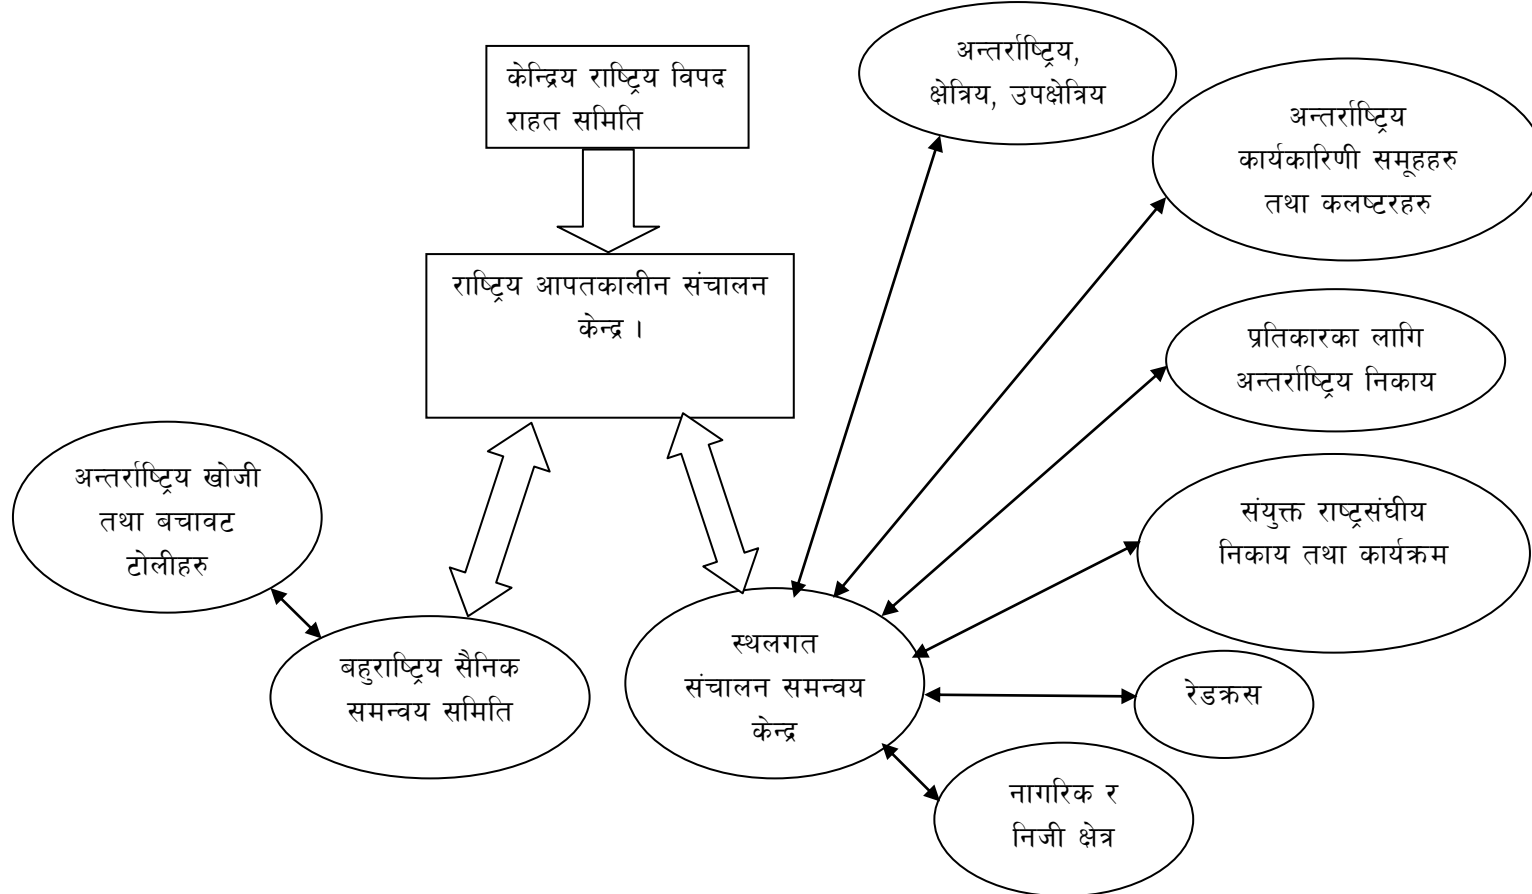 केन्द्रिय राष्ट्रिय विपद
राहत समिति
अन्तर्राष्ट्रिय,
क्षेत्रिय, उपक्षेत्रिय
अन्तर्राष्ट्रिय
कार्यकारिणी समूहहरु
तथा कलष्टरहरु
राष्ट्रिय आपतकालीन संचालन
केन्द्र ।
प्रतिकारका लागि
अन्तर्राष्ट्रिय निकाय
अन्तर्राष्ट्रिय खोजी
तथा बचावट
टोलीहरु
संयुक्त राष्ट्रसंघीय
निकाय तथा कार्यक्रम
बहुराष्ट्रिय सैनिक
समन्वय समिति
स्थलगत
संचालन समन्वय
केन्द्र
रेडक्रस
नागरिक र
निजी क्षेत्र